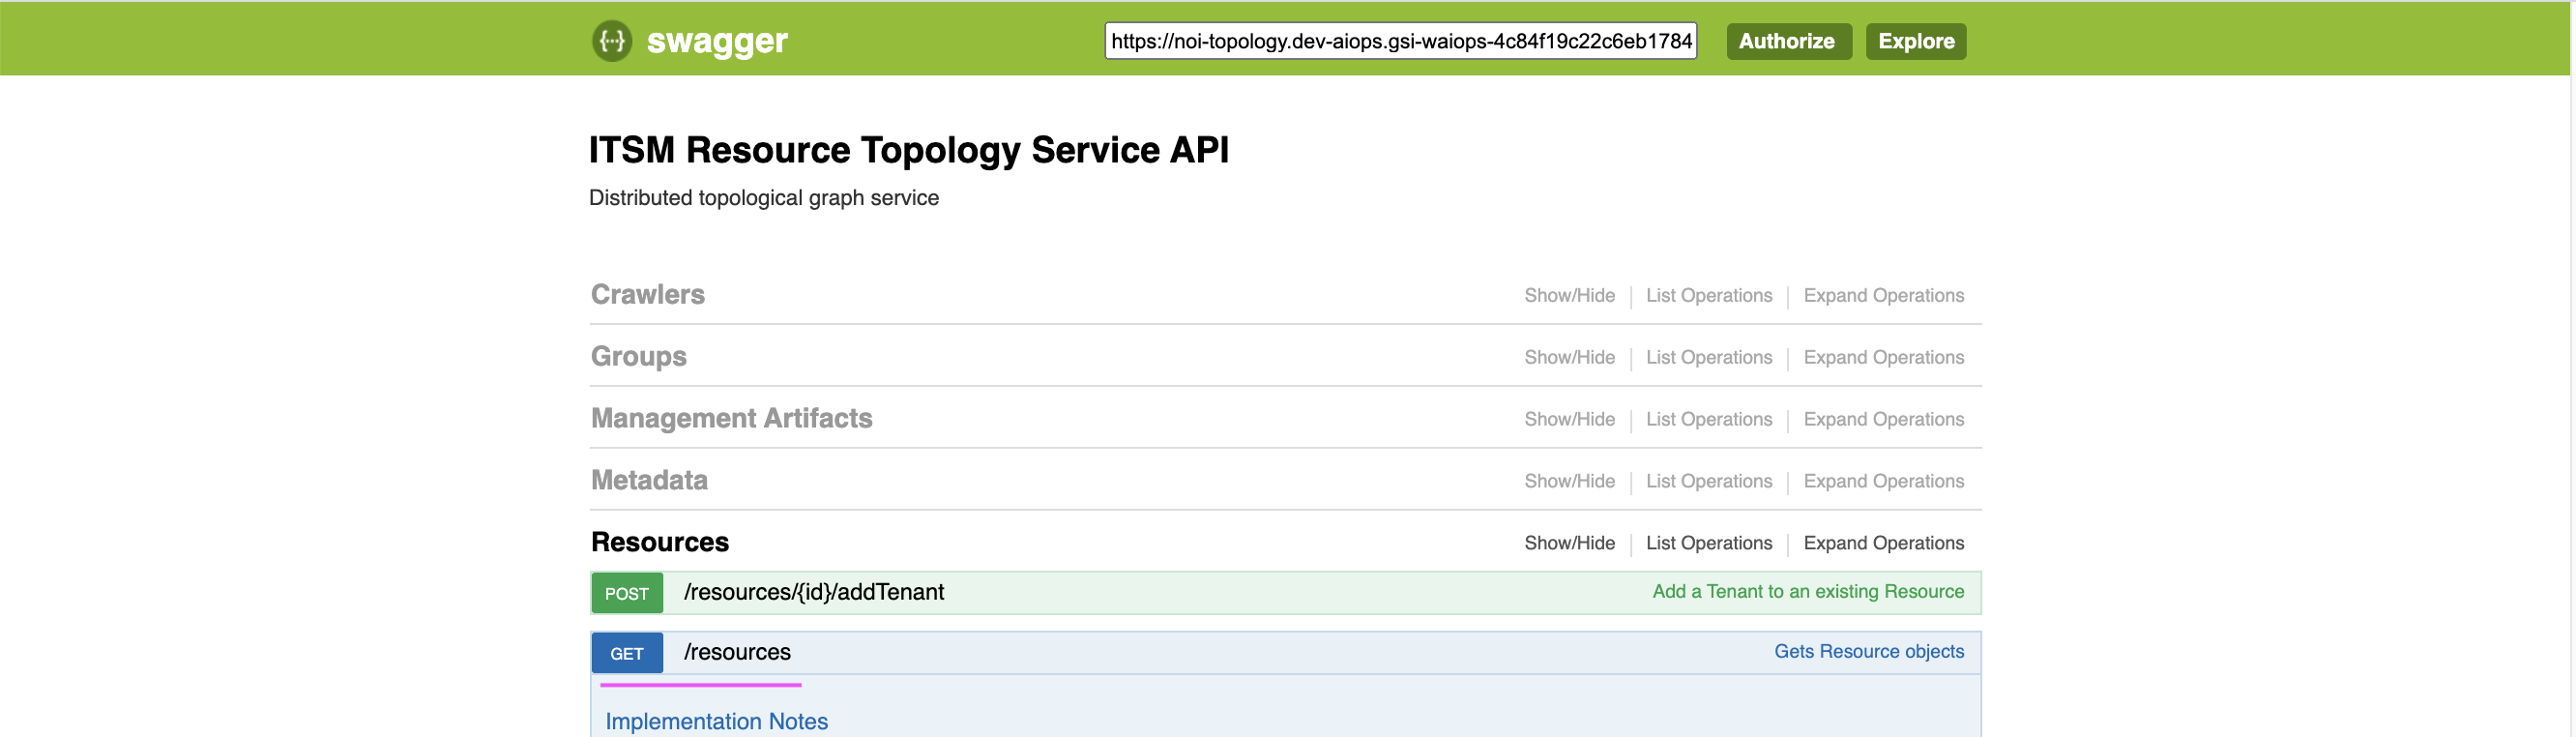 {···} swagger https://noi-topology.dev-aiops.gsi-waiops-4c84f19c22c6eb1784 Authorize Explore
ITSM Resource Topology Service API
Distributed topological graph service
Crawlers Show/Hide List Operations Expand Operations
Groups Show/Hide List Operations Expand Operations
Management Artifacts Show/Hide List Operations Expand Operations
Metadata Show/Hide List Operations Expand Operations
Resources Show/Hide List Operations Expand Operations
POST /resources/{id}/addTenant Add a Tenant to an existing Resource
GET /resources Gets Resource objects
Implementation Notes